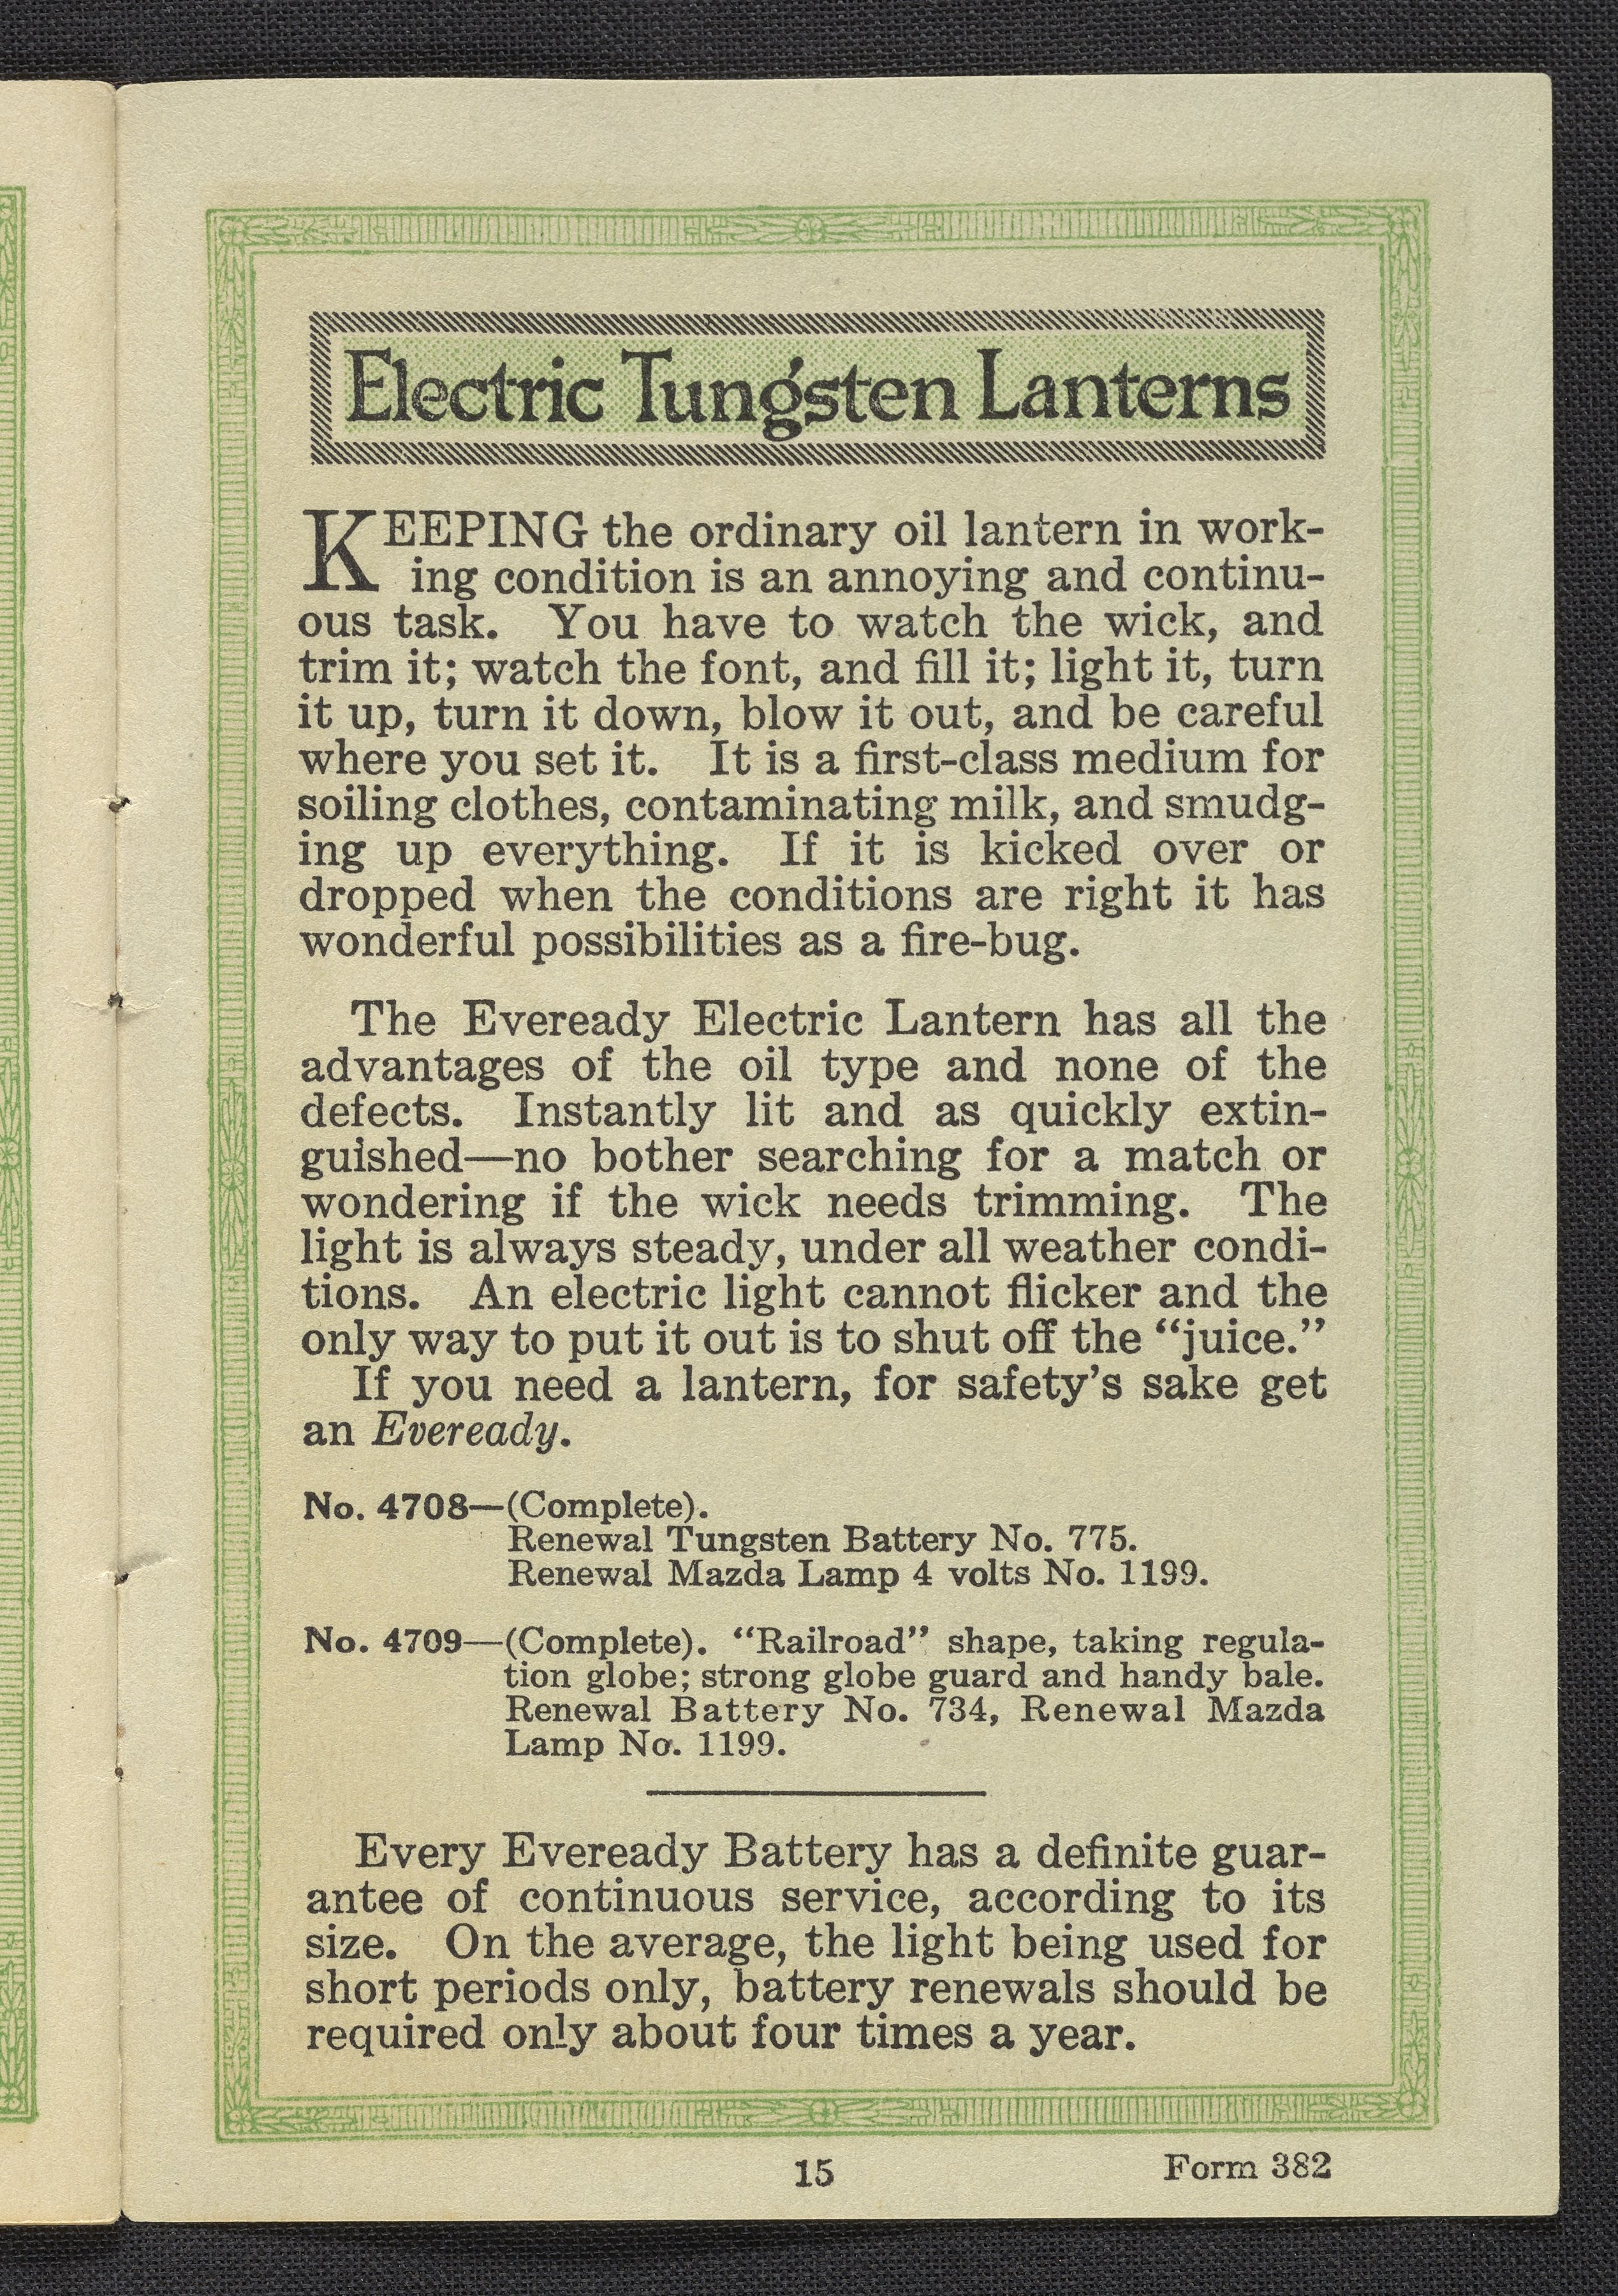 Electric Tungsten Lanterns
KEEPING the ordinary oil lantern in work-
ing condition is an annoying and continu-
ous task. You have to watch the wick, and
trim it; watch the font, and fill it; light it, turn
it up, turn it down, blow it out, and be careful
where you set it. It is a first-class medium for
soiling clothes, contaminating milk, and smudg-
ing up everything. If it is kicked over or
dropped when the conditions are right it has
wonderful possibilities as a fire-bug.
The Eveready Electric Lantern has all the
advantages of the oil type and none of the
defects. Instantly lit and as quickly extin-
guished—no bother searching for a match or
wondering if the wick needs trimming. The
light is always steady, under all weather condi-
tions. An electric light cannot flicker and the
only way to put it out is to shut off the “juice.”
If you need a lantern, for safety’s sake get
an Eveready.
No. 4708—(Complete).
Renewal Tungsten Battery No. 775.
Renewal Mazda Lamp 4 volts No. 1199.
No. 4709—(Complete). “Railroad” shape, taking regula-
tion globe; strong globe guard and handy bale.
Renewal Battery No. 734, Renewal Mazda
Lamp No. 1199.
Every Eveready Battery has a definite guar-
antee of continuous service, according to its
size. On the average, the light being used for
short periods only, battery renewals should be
required only about four times a year.
15
Form 382